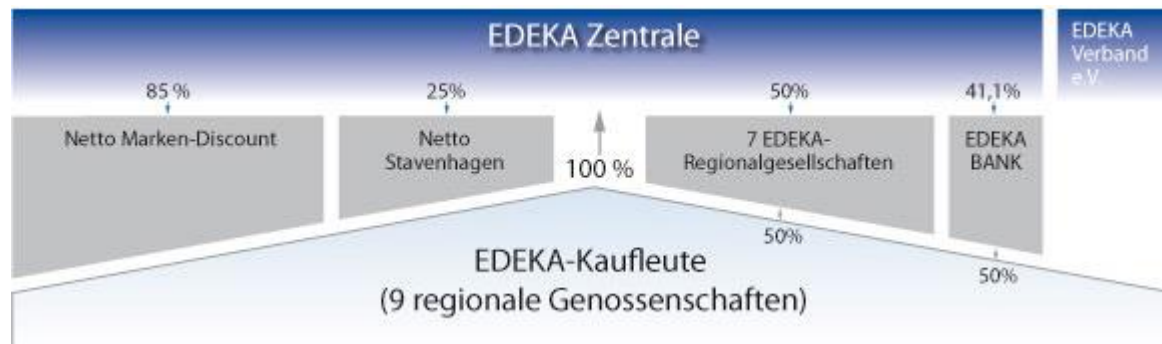 EDEKA Zentrale
EDEKA
Verband
e.V.
85 %
25%
50%
41,1%
Netto Marken-Discount
Netto
Stavenhagen
7 EDEKA-
Regionalgesellschaften
EDEKA
BANK
100 %
50%
50%
EDEKA-Kaufleute
(9 regionale Genossenschaften)